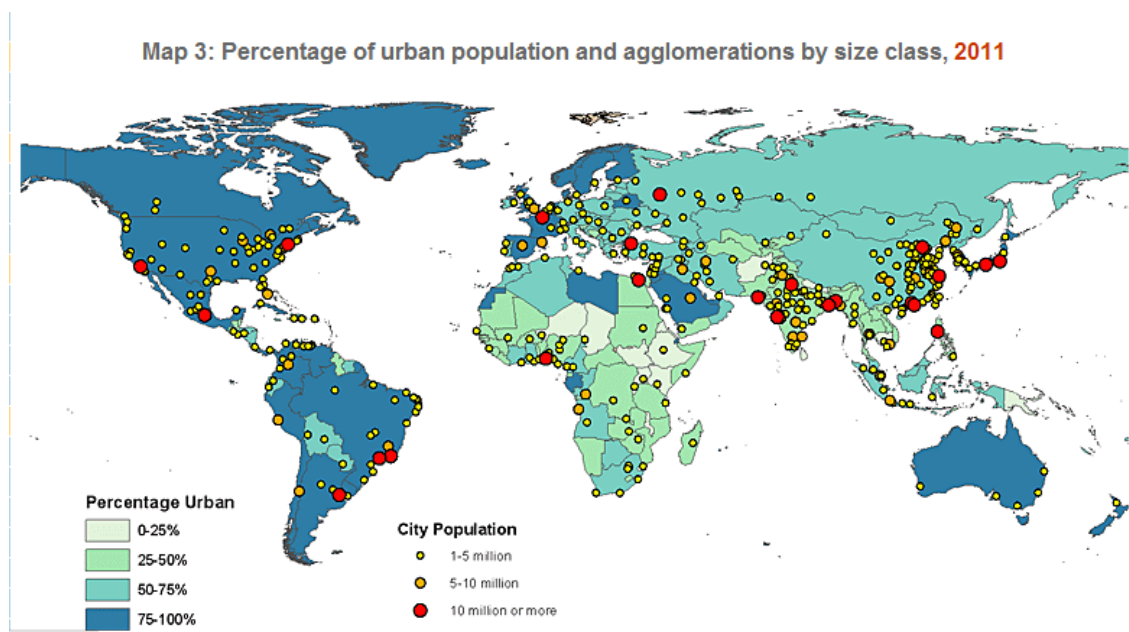 Map 3: Percentage of urban population and agglomerations by size class, 2011
Percentage Urban
0-25%
25-50%
50-75%
75-100%
City Population
1-5 million
5-10 million
10 million or more